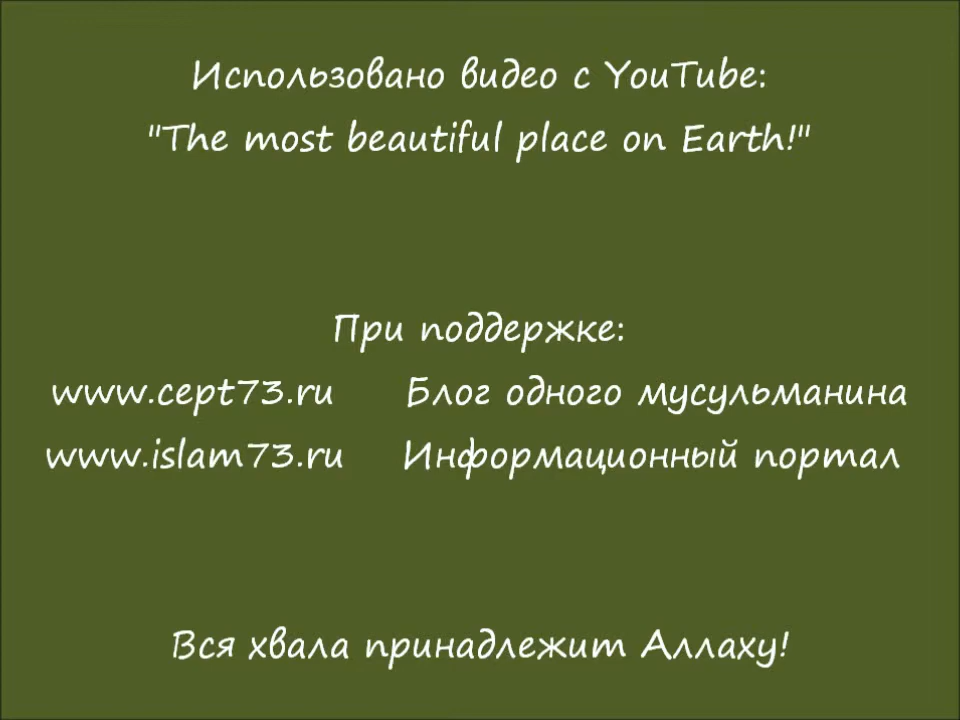 Использовано видео с YouTube:
"The most beautiful place on Earth!"
При поддержке:
www.cept73.ru Блог одного мусульманина
www.islam73.ru Информационный портал
Вся хвала принадлежит Аллаху!